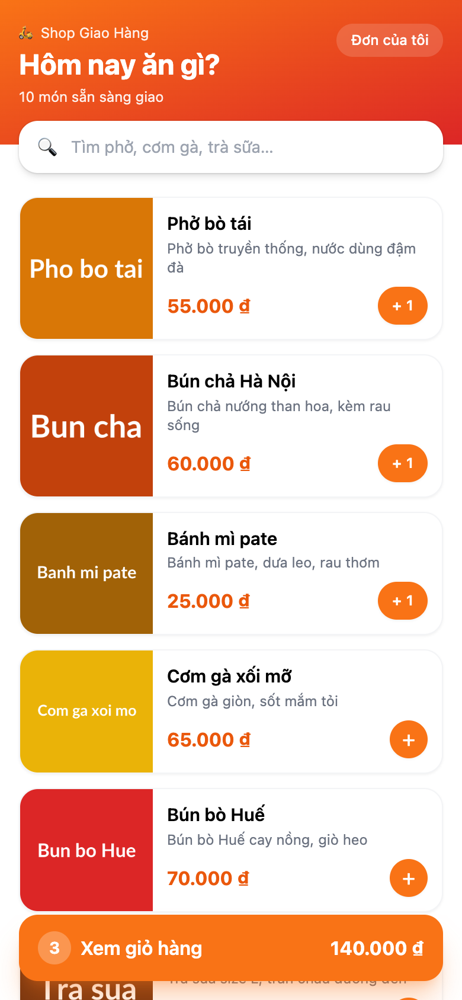 Shop Giao Hàng
Đơn của tôi
Hôm nay ăn gì?
10 món sẵn sàng giao
Tìm phở, cơm gà, trà sữa...
Pho bo tai
Phở bò tái
Phở bò truyền thống, nước dùng đậm
đà
55.000 ₫
+ 1
Bun cha
Bún chả Hà Nội
Bún chả nướng than hoa, kèm rau
sống
60.000 ₫
+ 1
Banh mi pate
Bánh mì pate
Bánh mì pate, dưa leo, rau thơm
25.000 ₫
+ 1
Com ga xoi mo
Cơm gà xối mỡ
Cơm gà giòn, sốt mắm tỏi
65.000 ₫
+
Bun bo Hue
Bún bò Huế
Bún bò Huế cay nồng, giò heo
70.000 ₫
+
3
Xem giỏ hàng
140.000 ₫
Tra sua